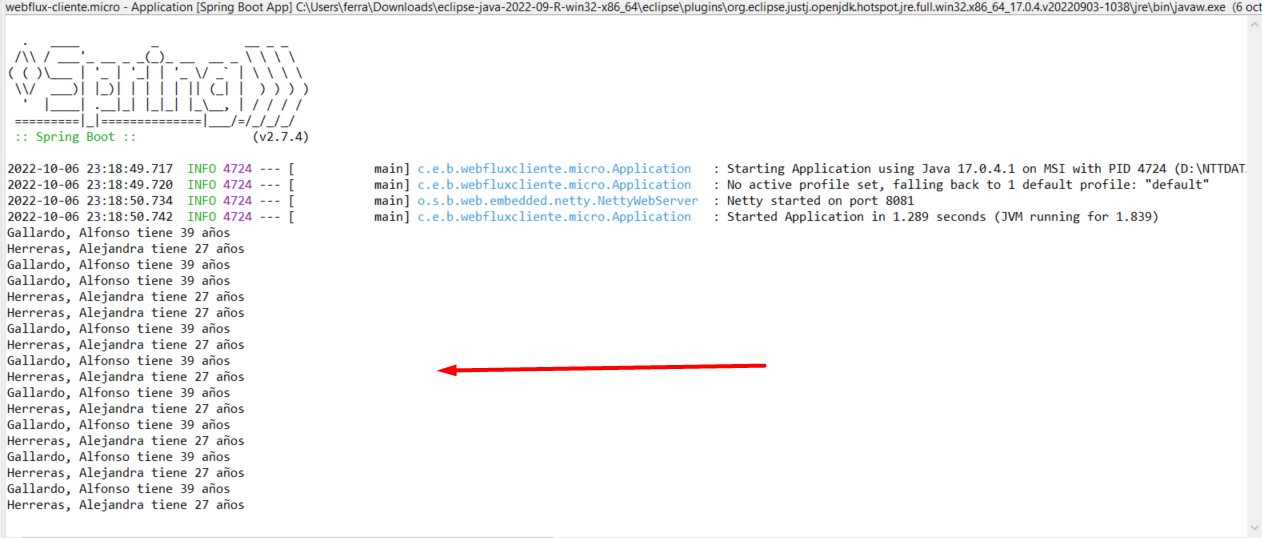 webflux-cliente.micro - Application [Spring Boot App] C:\Users\ferra\Downloads\eclipse-java-2022-09-R-win32-x86_64\eclipse\plugins\org.eclipse.justj.openjdk.hotspot.jre.full.win32.x86_64_17.0.4.v20220903-1038\jre\bin\javaw.exe (6 oct
  .   ____          _            __ _ _
 /\\ / ___'_ __ _ _(_)_ __  __ _ \ \ \ \
( ( )\___ | '_ | '_| | '_ \/ _` | \ \ \ \
 \\/  ___)| |_)| | | | | || (_| |  ) ) ) )
  '  |____| .__|_| |_|_| |_\__, | / / / /
 =========|_|==============|___/=/_/_/_/
 :: Spring Boot ::                (v2.7.4)
2022-10-06 23:18:49.717  INFO 4724 --- [           main] c.e.b.webfluxcliente.micro.Application   : Starting Application using Java 17.0.4.1 on MSI with PID 4724 (D:\NTTDAT
2022-10-06 23:18:49.720  INFO 4724 --- [           main] c.e.b.webfluxcliente.micro.Application   : No active profile set, falling back to 1 default profile: "default"
2022-10-06 23:18:50.734  INFO 4724 --- [           main] o.s.b.web.embedded.netty.NettyWebServer  : Netty started on port 8081
2022-10-06 23:18:50.742  INFO 4724 --- [           main] c.e.b.webfluxcliente.micro.Application   : Started Application in 1.289 seconds (JVM running for 1.839)
Gallardo, Alfonso tiene 39 años
Herreras, Alejandra tiene 27 años
Gallardo, Alfonso tiene 39 años
Gallardo, Alfonso tiene 39 años
Herreras, Alejandra tiene 27 años
Herreras, Alejandra tiene 27 años
Gallardo, Alfonso tiene 39 años
Herreras, Alejandra tiene 27 años
Gallardo, Alfonso tiene 39 años
Herreras, Alejandra tiene 27 años
Gallardo, Alfonso tiene 39 años
Herreras, Alejandra tiene 27 años
Gallardo, Alfonso tiene 39 años
Herreras, Alejandra tiene 27 años
Gallardo, Alfonso tiene 39 años
Herreras, Alejandra tiene 27 años
Gallardo, Alfonso tiene 39 años
Herreras, Alejandra tiene 27 años